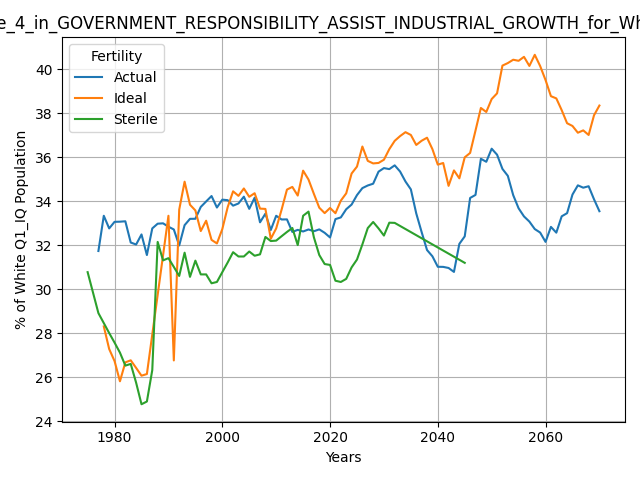 e_4_in_GOVERNMENT_RESPONSIBILITY_ASSIST_INDUSTRIAL_GROWTH_for_Wh
Fertility
Actual
Ideal
Sterile
% of White Q1_IQ Population
40
38
36
34
32
30
28
26
24
1980
2000
2020
2040
2060
Years